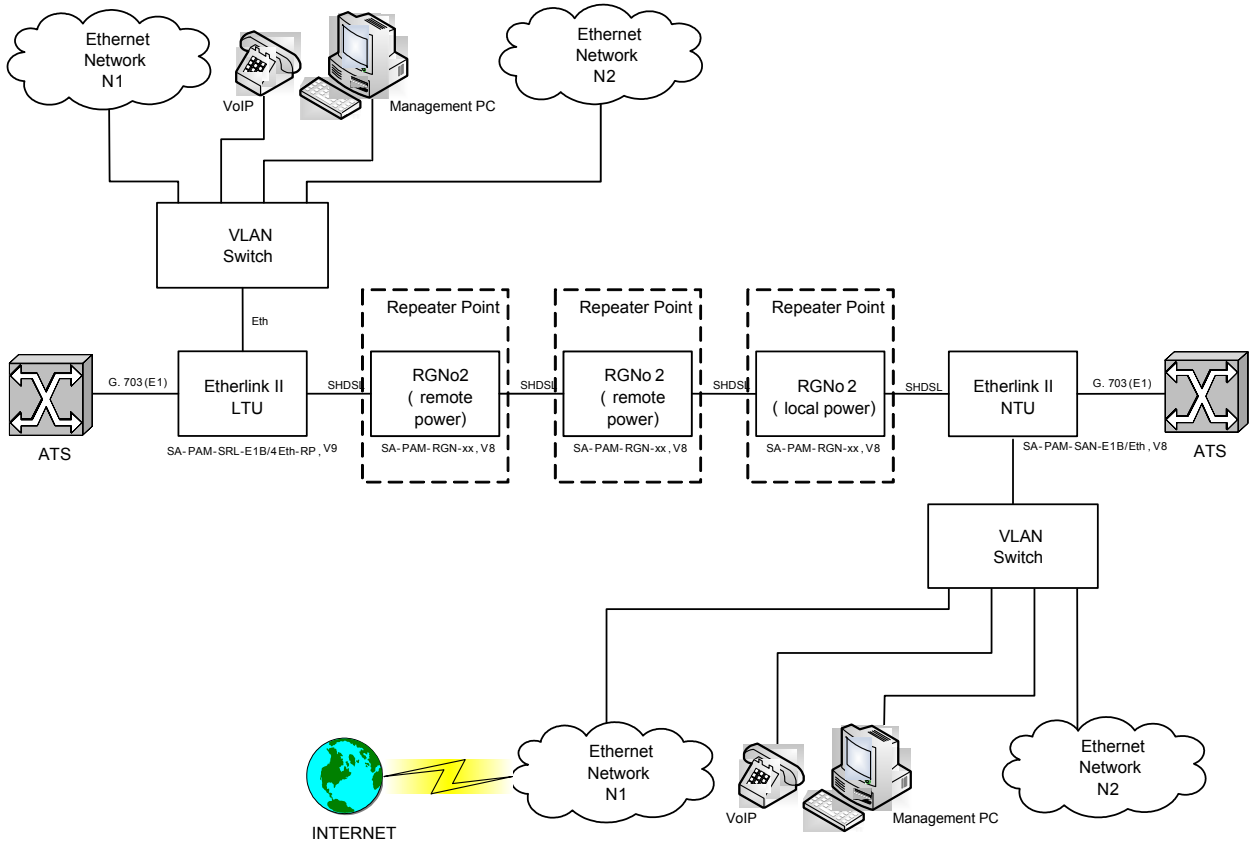 Ethernet
Network
N1
VoIP
Management PC
Ethernet
Network
N2
VLAN
Switch
Eth
Repeater Point
Repeater Point
Repeater Point
ATS
G. 703(E1)
Etherlink II
LTU
SA-PAM-SRL-E1B/4Eth-RP, V9
SHDSL
RGNo2
( remote
power)
SA-PAM-RGN-xx, V8
SHDSL
RGNo 2
( remote
power)
SA-PAM-RGN-xx, V8
SHDSL
RGNo 2
( local power)
SA-PAM-RGN-xx, V8
SHDSL
Etherlink II
NTU
SA-PAM-SAN-E1B/Eth, V8
G. 703(E1)
ATS
VLAN
Switch
INTERNET
Ethernet
Network
N1
VoIP
Management PC
Ethernet
Network
N2